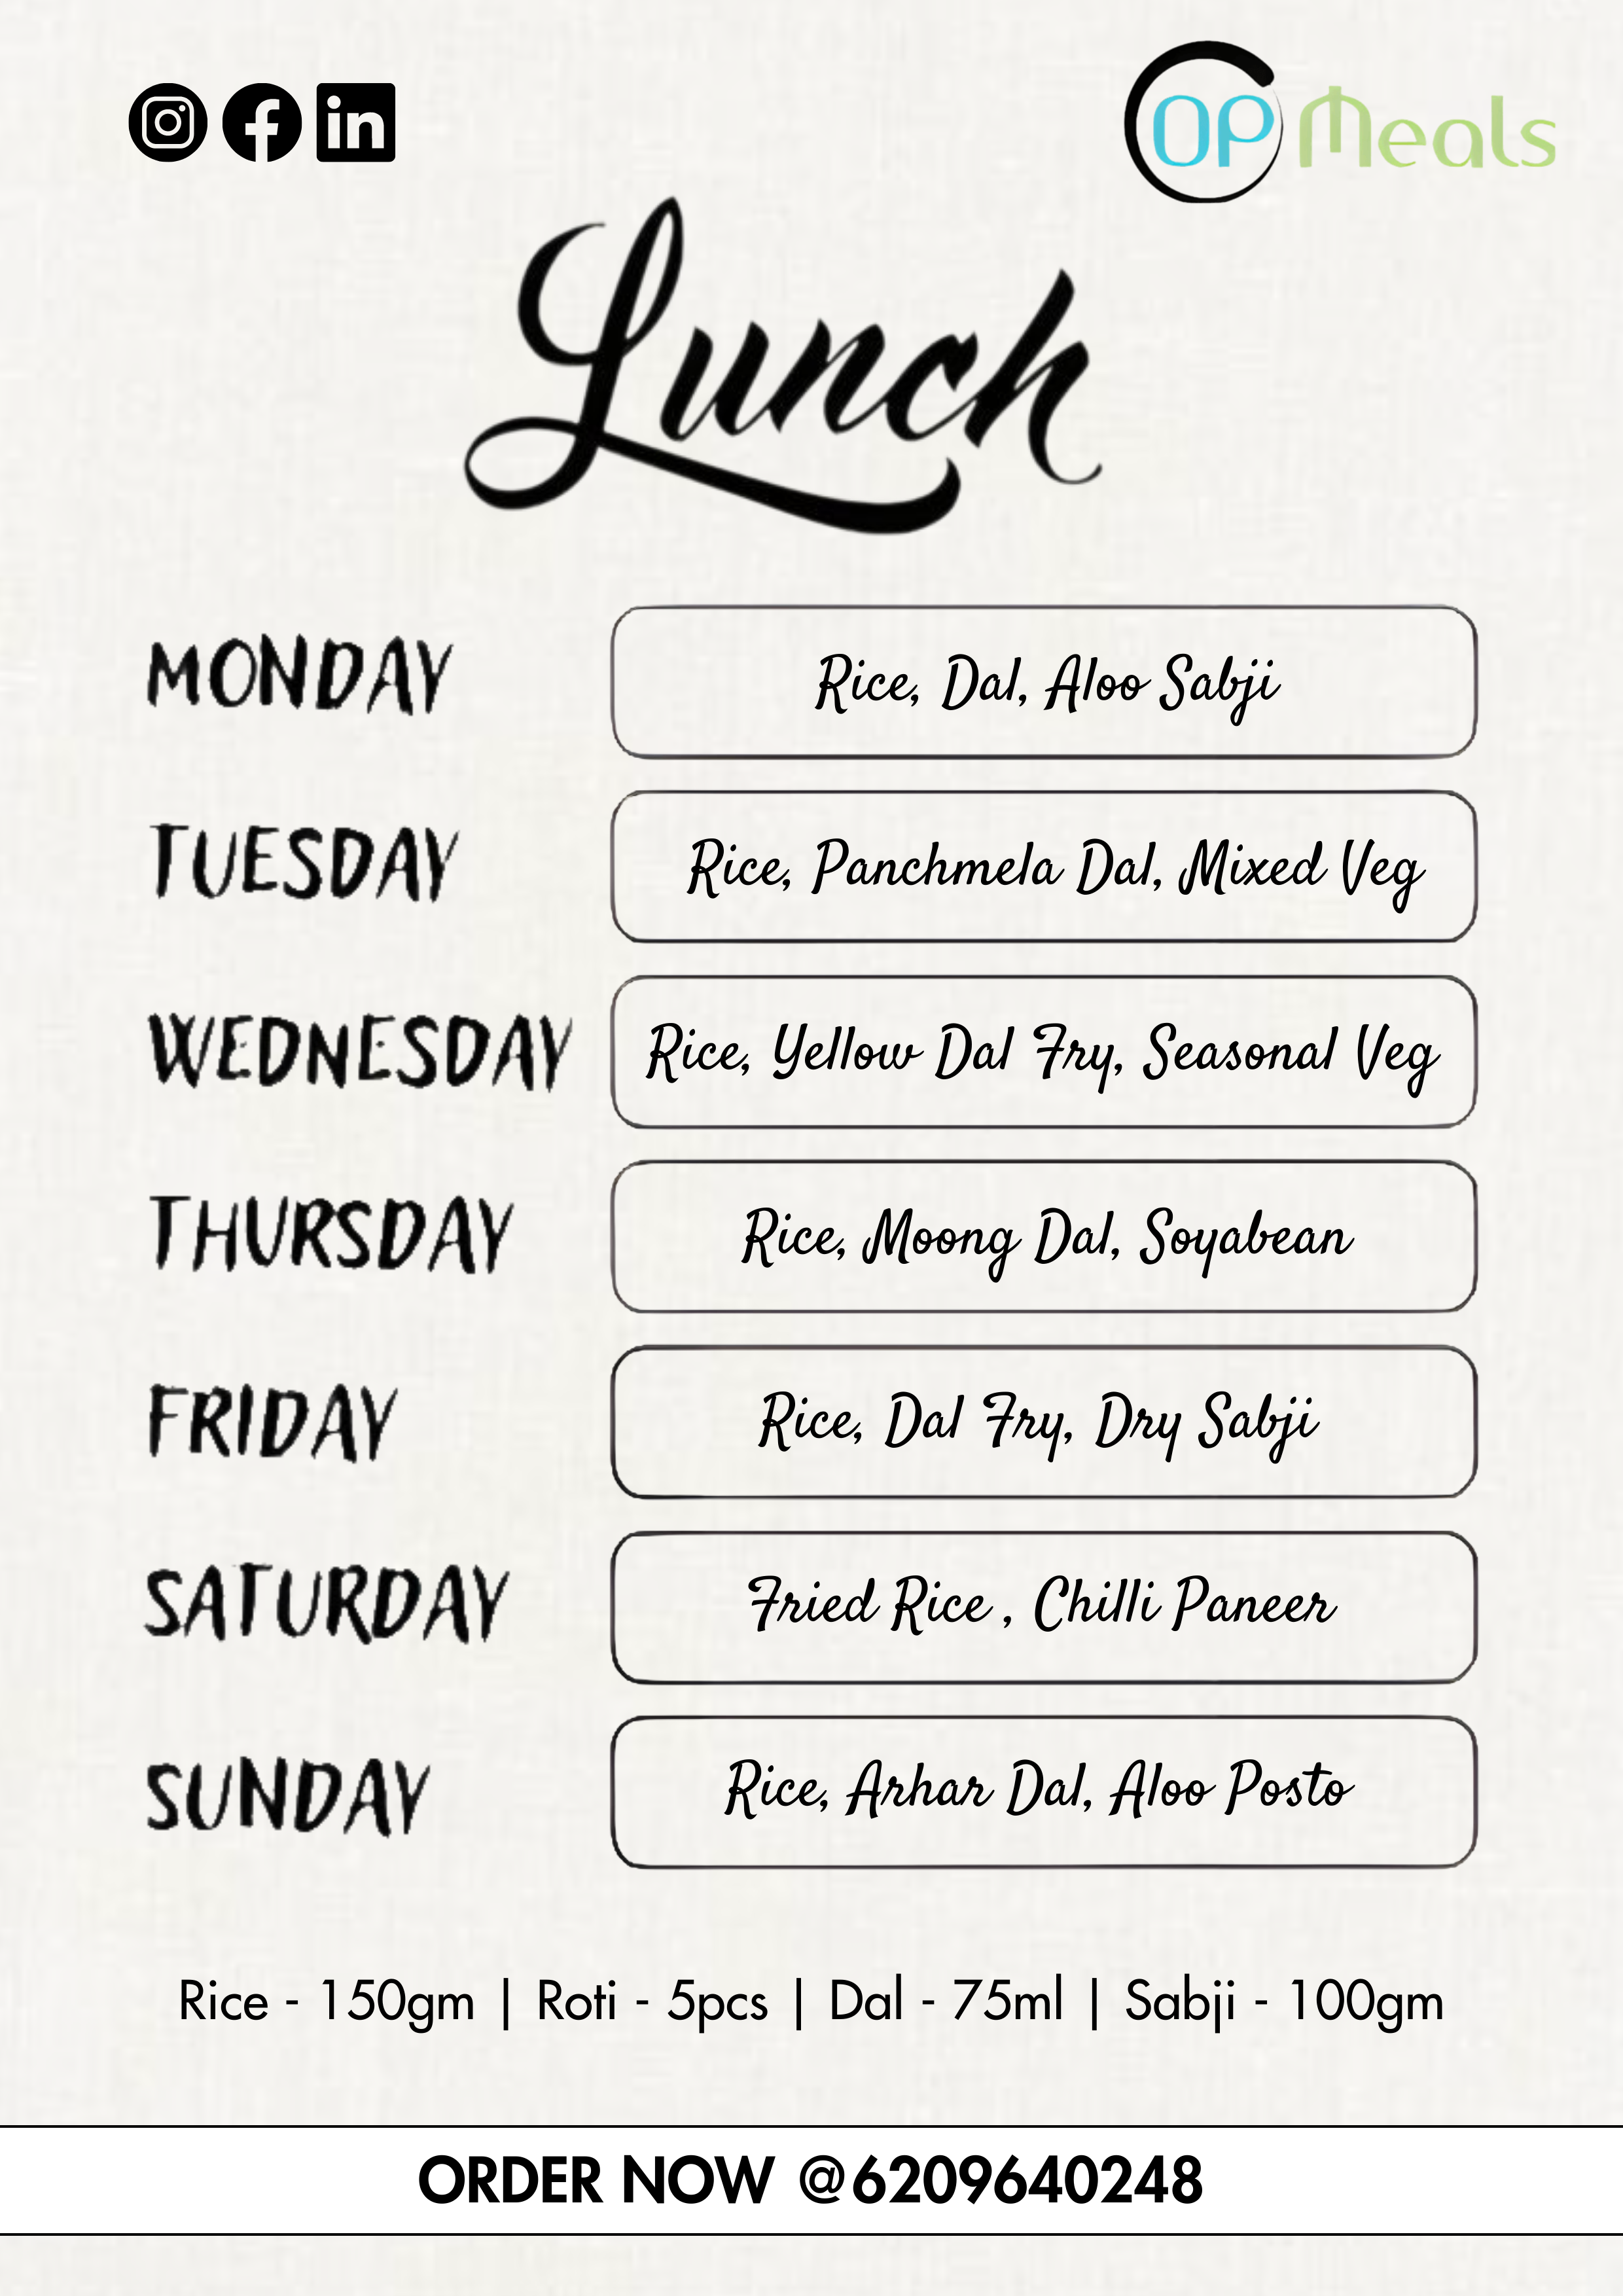 OP Meals
Lunch
MONDAY Rice, Dal, Aloo Sabji
TUESDAY Rice, Panchmela Dal, Mixed Veg
WEDNESDAY Rice, Yellow Dal Fry, Seasonal Veg
THURSDAY Rice, Moong Dal, Soyabean
FRIDAY Rice, Dal Fry, Dry Sabji
SATURDAY Fried Rice , Chilli Paneer
SUNDAY Rice, Arhar Dal, Aloo Posto
Rice - 150gm | Roti - 5pcs | Dal - 75ml | Sabji - 100gm
ORDER NOW @6209640248